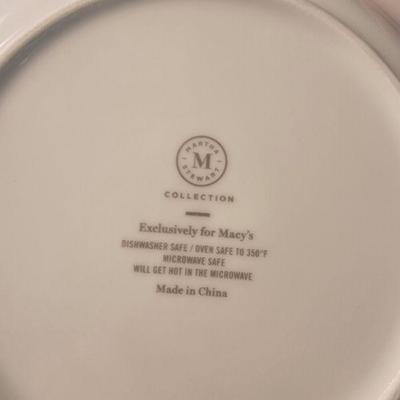 MARTHA
M
STEWART
COLLECTION
Exclusively for Macy's
DISHWASHER SAFE / OVEN SAFE TO 350°F
MICROWAVE SAFE
WILL GET HOT IN THE MICROWAVE
Made in China